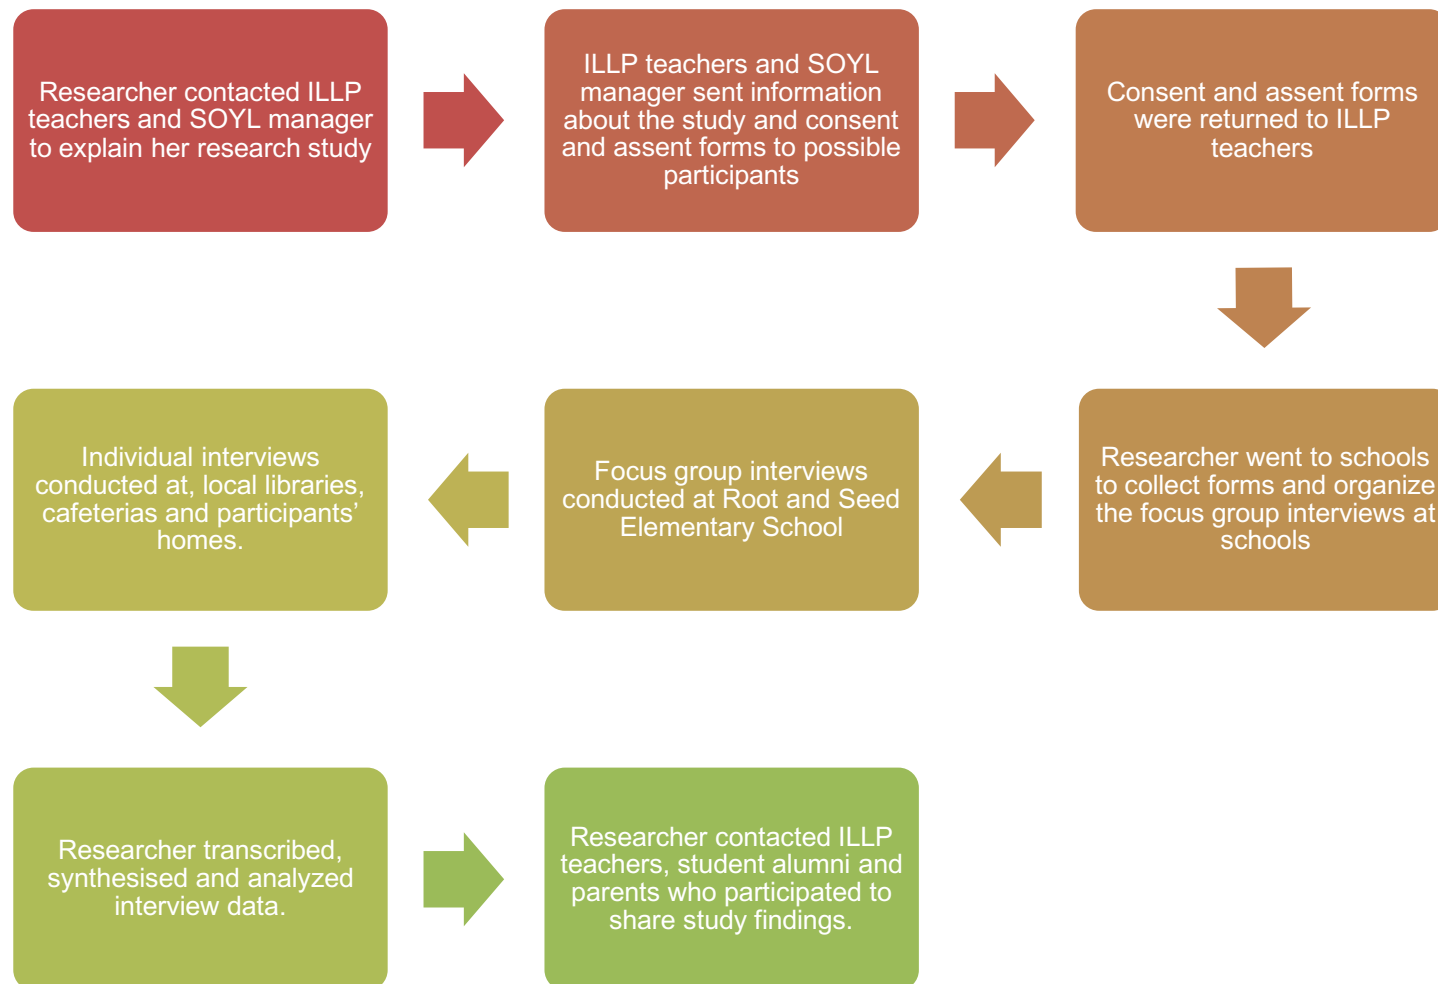 Researcher contacted ILLP
teachers and SOYL manager
to explain her research study
ILLP teachers and SOYL
manager sent information
about the study and consent
and assent forms to possible
participants
Consent and assent forms
were returned to ILLP
teachers
Researcher went to schools
to collect forms and organize
the focus group interviews at
schools
Focus group interviews
conducted at Root and Seed
Elementary School
Individual interviews
conducted at, local libraries,
cafeterias and participants’
homes.
Researcher transcribed,
synthesised and analyzed
interview data.
Researcher contacted ILLP
teachers, student alumni and
parents who participated to
share study findings.